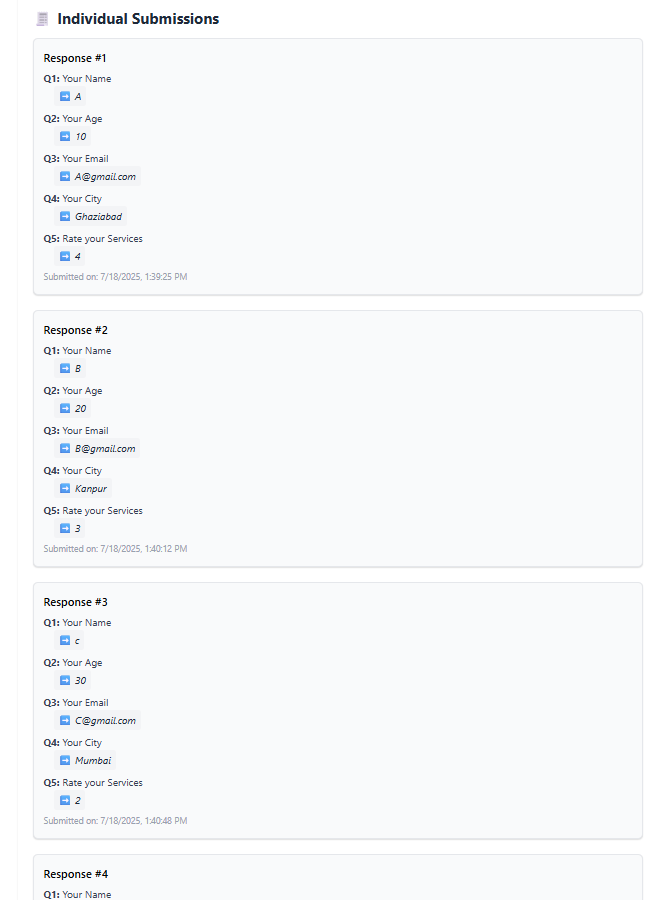 Individual Submissions
Response #1
Q1: Your Name
A
Q2: Your Age
10
Q3: Your Email
A@gmail.com
Q4: Your City
Ghaziabad
Q5: Rate your Services
4
Submitted on: 7/18/2025, 1:39:25 PM
Response #2
Q1: Your Name
B
Q2: Your Age
20
Q3: Your Email
B@gmail.com
Q4: Your City
Kanpur
Q5: Rate your Services
3
Submitted on: 7/18/2025, 1:40:12 PM
Response #3
Q1: Your Name
c
Q2: Your Age
30
Q3: Your Email
C@gmail.com
Q4: Your City
Mumbai
Q5: Rate your Services
2
Submitted on: 7/18/2025, 1:40:48 PM
Response #4
Q1: Your Name